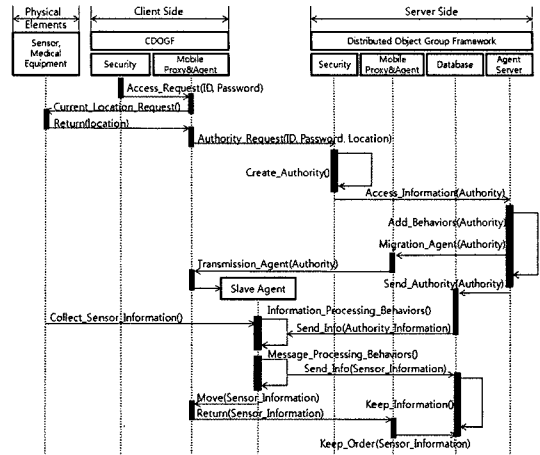 Physical Elements
Client Side
Server Side
Sensor, Medical Equipment
CDOGF
Distributed Object Group Framework
Security
Mobile Proxy&Agent
Security
Mobile Proxy&Agent
Database
Agent Server
Access_Request(ID, Password)
Current_Location_Request()
Return(location)
Authority_Request(ID, Password, Location)
Create_Authority()
Access_Information(Authority)
Add_Behaviors(Authority)
Migration_Agent(Authority)
Transmission_Agent(Authority)
Send_Authority(Authority)
Slave Agent
Information_Processing_Behaviors()
Collect_Sensor_Information()
Send_Info(Authority_Information)
Message_Processing_Behaviors()
Send_Info(Sensor_Information)
Move(Sensor_Information)
Keep_Information()
Return(Sensor_Information)
Keep_Order(Sensor_Information)